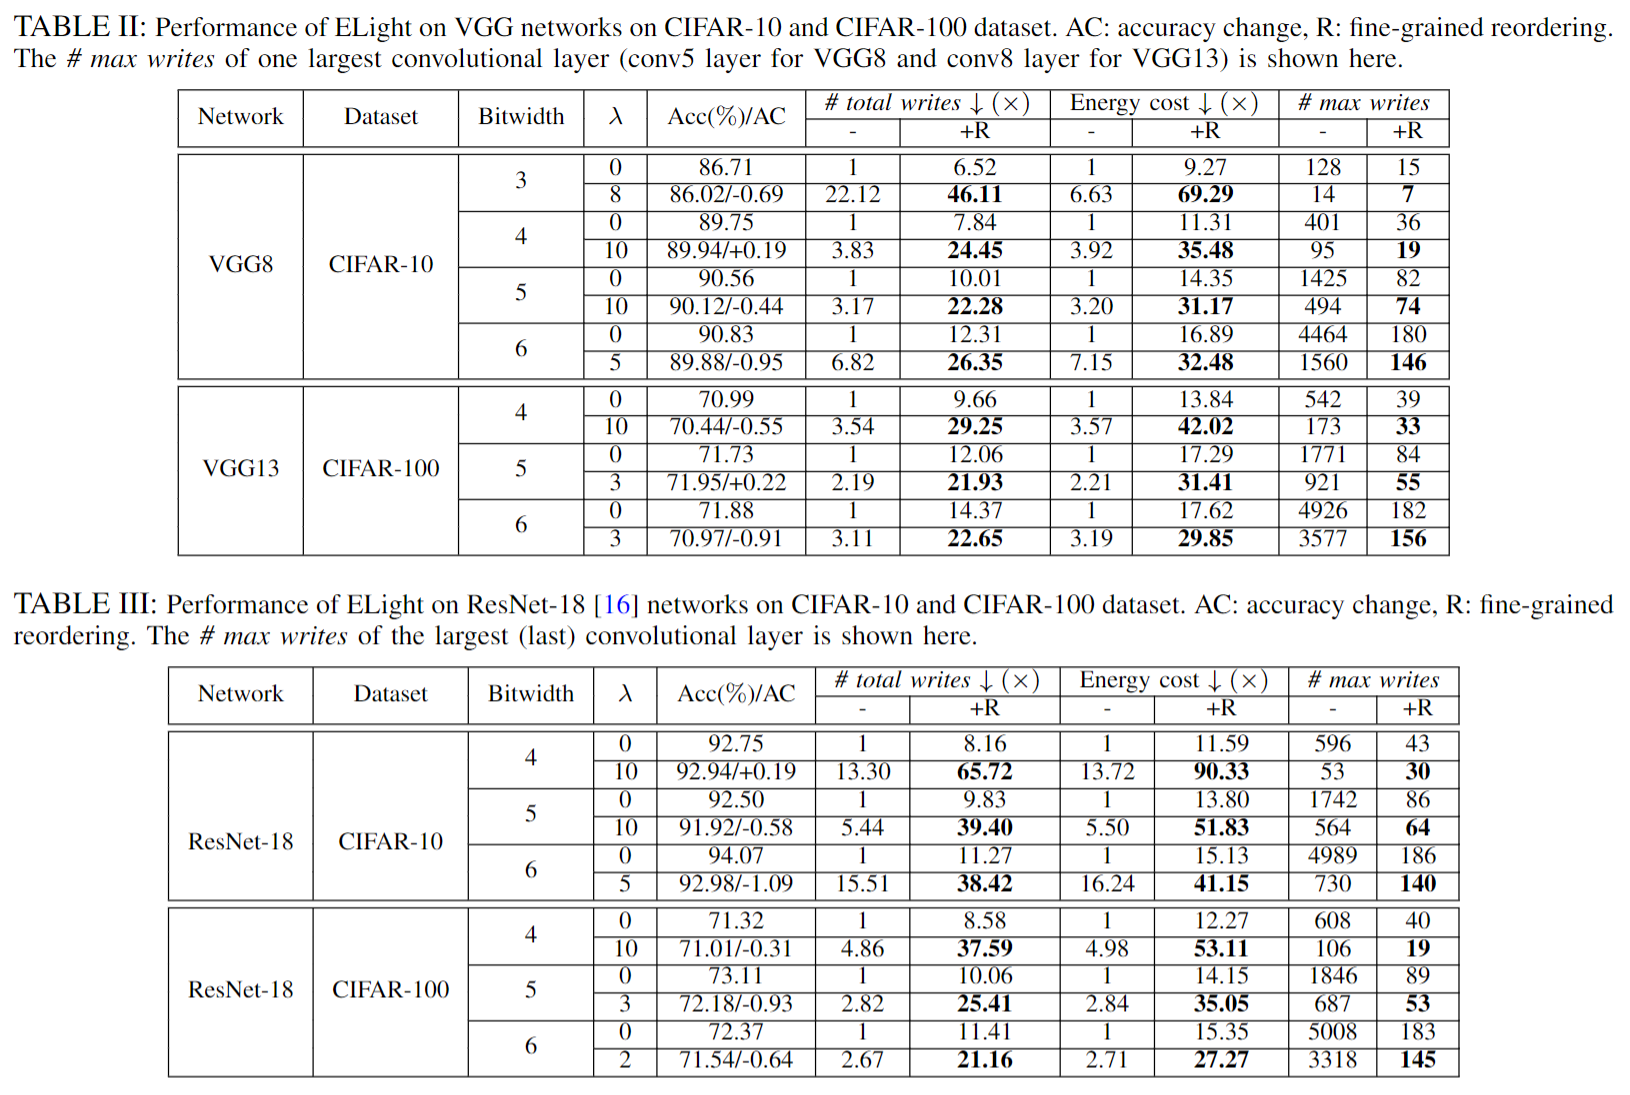 TABLE II: Performance of ELight on VGG networks on CIFAR-10 and CIFAR-100 dataset. AC: accuracy change, R: fine-grained reordering.
The # max writes of one largest convolutional layer (conv5 layer for VGG8 and conv8 layer for VGG13) is shown here.
Network Dataset Bitwidth λ Acc(%)/AC # total writes ↓ (×) Energy cost ↓ (×) # max writes
- +R - +R - +R
VGG8 CIFAR-10 3 0 86.71 1 6.52 1 9.27 128 15
8 86.02/-0.69 22.12 46.11 6.63 69.29 14 7
4 0 89.75 1 7.84 1 11.31 401 36
10 89.94/+0.19 3.83 24.45 3.92 35.48 95 19
5 0 90.56 1 10.01 1 14.35 1425 82
10 90.12/-0.44 3.17 22.28 3.20 31.17 494 74
6 0 90.83 1 12.31 1 16.89 4464 180
5 89.88/-0.95 6.82 26.35 7.15 32.48 1560 146
VGG13 CIFAR-100 4 0 70.99 1 9.66 1 13.84 542 39
10 70.44/-0.55 3.54 29.25 3.57 42.02 173 33
5 0 71.73 1 12.06 1 17.29 1771 84
3 71.95/+0.22 2.19 21.93 2.21 31.41 921 55
6 0 71.88 1 14.37 1 17.62 4926 182
3 70.97/-0.91 3.11 22.65 3.19 29.85 3577 156
TABLE III: Performance of ELight on ResNet-18 [16] networks on CIFAR-10 and CIFAR-100 dataset. AC: accuracy change, R: fine-grained
reordering. The # max writes of the largest (last) convolutional layer is shown here.
Network Dataset Bitwidth λ Acc(%)/AC # total writes ↓ (×) Energy cost ↓ (×) # max writes
- +R - +R - +R
ResNet-18 CIFAR-10 4 0 92.75 1 8.16 1 11.59 596 43
10 92.94/+0.19 13.30 65.72 13.72 90.33 53 30
5 0 92.50 1 9.83 1 13.80 1742 86
10 91.92/-0.58 5.44 39.40 5.50 51.83 564 64
6 0 94.07 1 11.27 1 15.13 4989 186
5 92.98/-1.09 15.51 38.42 16.24 41.15 730 140
ResNet-18 CIFAR-100 4 0 71.32 1 8.58 1 12.27 608 40
10 71.01/-0.31 4.86 37.59 4.98 53.11 106 19
5 0 73.11 1 10.06 1 14.15 1846 89
3 72.18/-0.93 2.82 25.41 2.84 35.05 687 53
6 0 72.37 1 11.41 1 15.35 5008 183
2 71.54/-0.64 2.67 21.16 2.71 27.27 3318 145